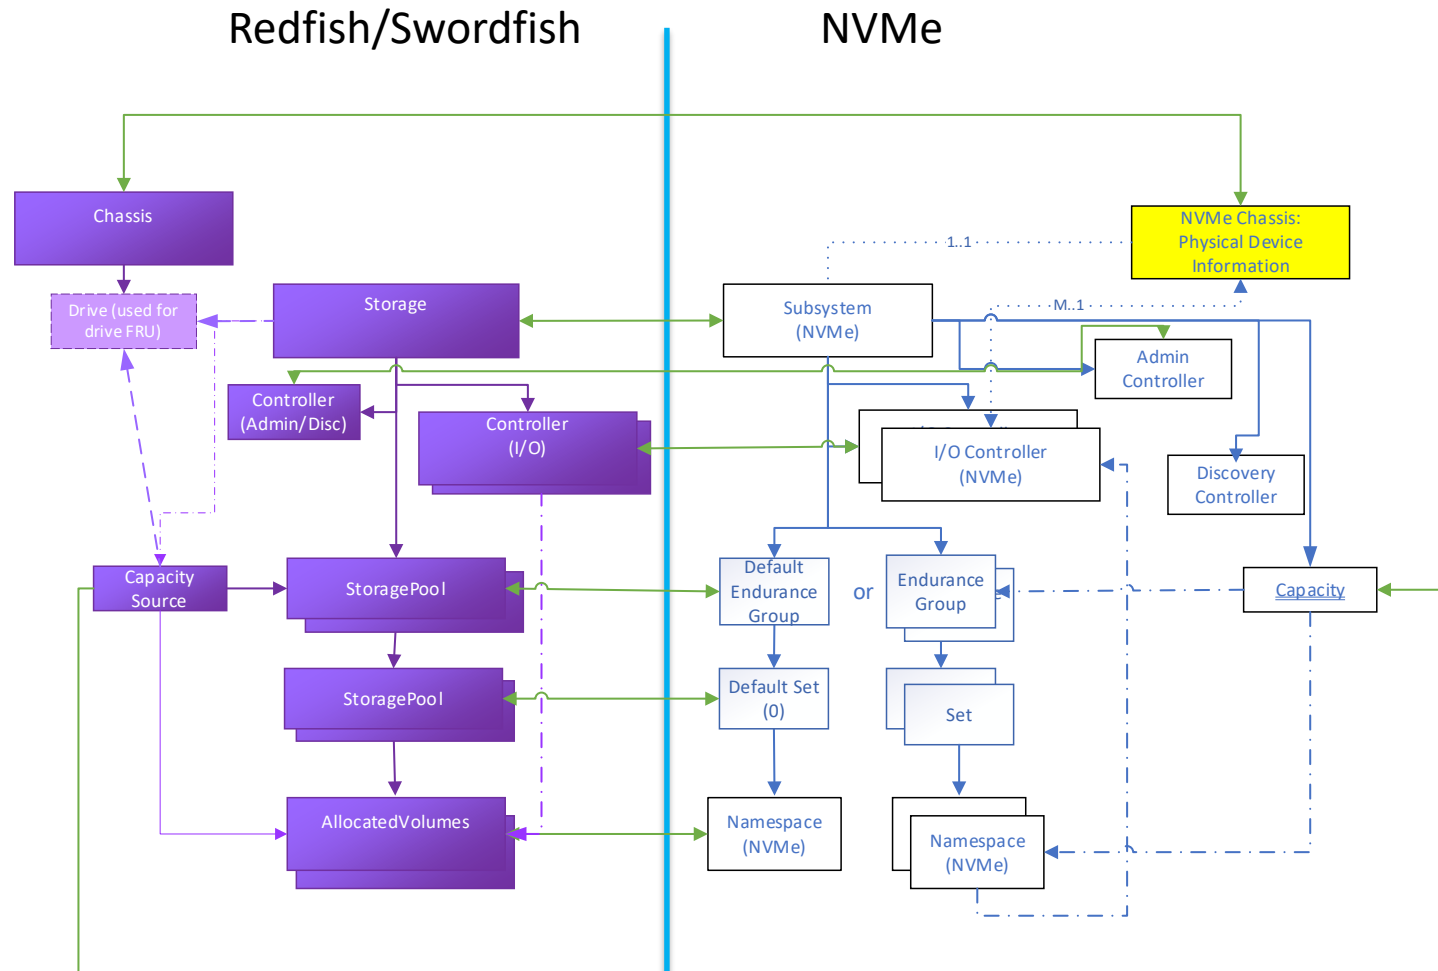 Redfish/Swordfish
NVMe
Chassis
NVMe Chassis:
Physical Device
Information
1..1
Drive (used for
drive FRU)
Storage
Subsystem
(NVMe)
M..1
Admin
Controller
Controller
(Admin/Disc)
Controller
(I/O)
I/O Controller
(NVMe)
Discovery
Controller
Capacity
Source
StoragePool
Default
Endurance
Group
or
Endurance
Group
Capacity
StoragePool
Default Set
(0)
Set
AllocatedVolumes
Namespace
(NVMe)
Namespace
(NVMe)